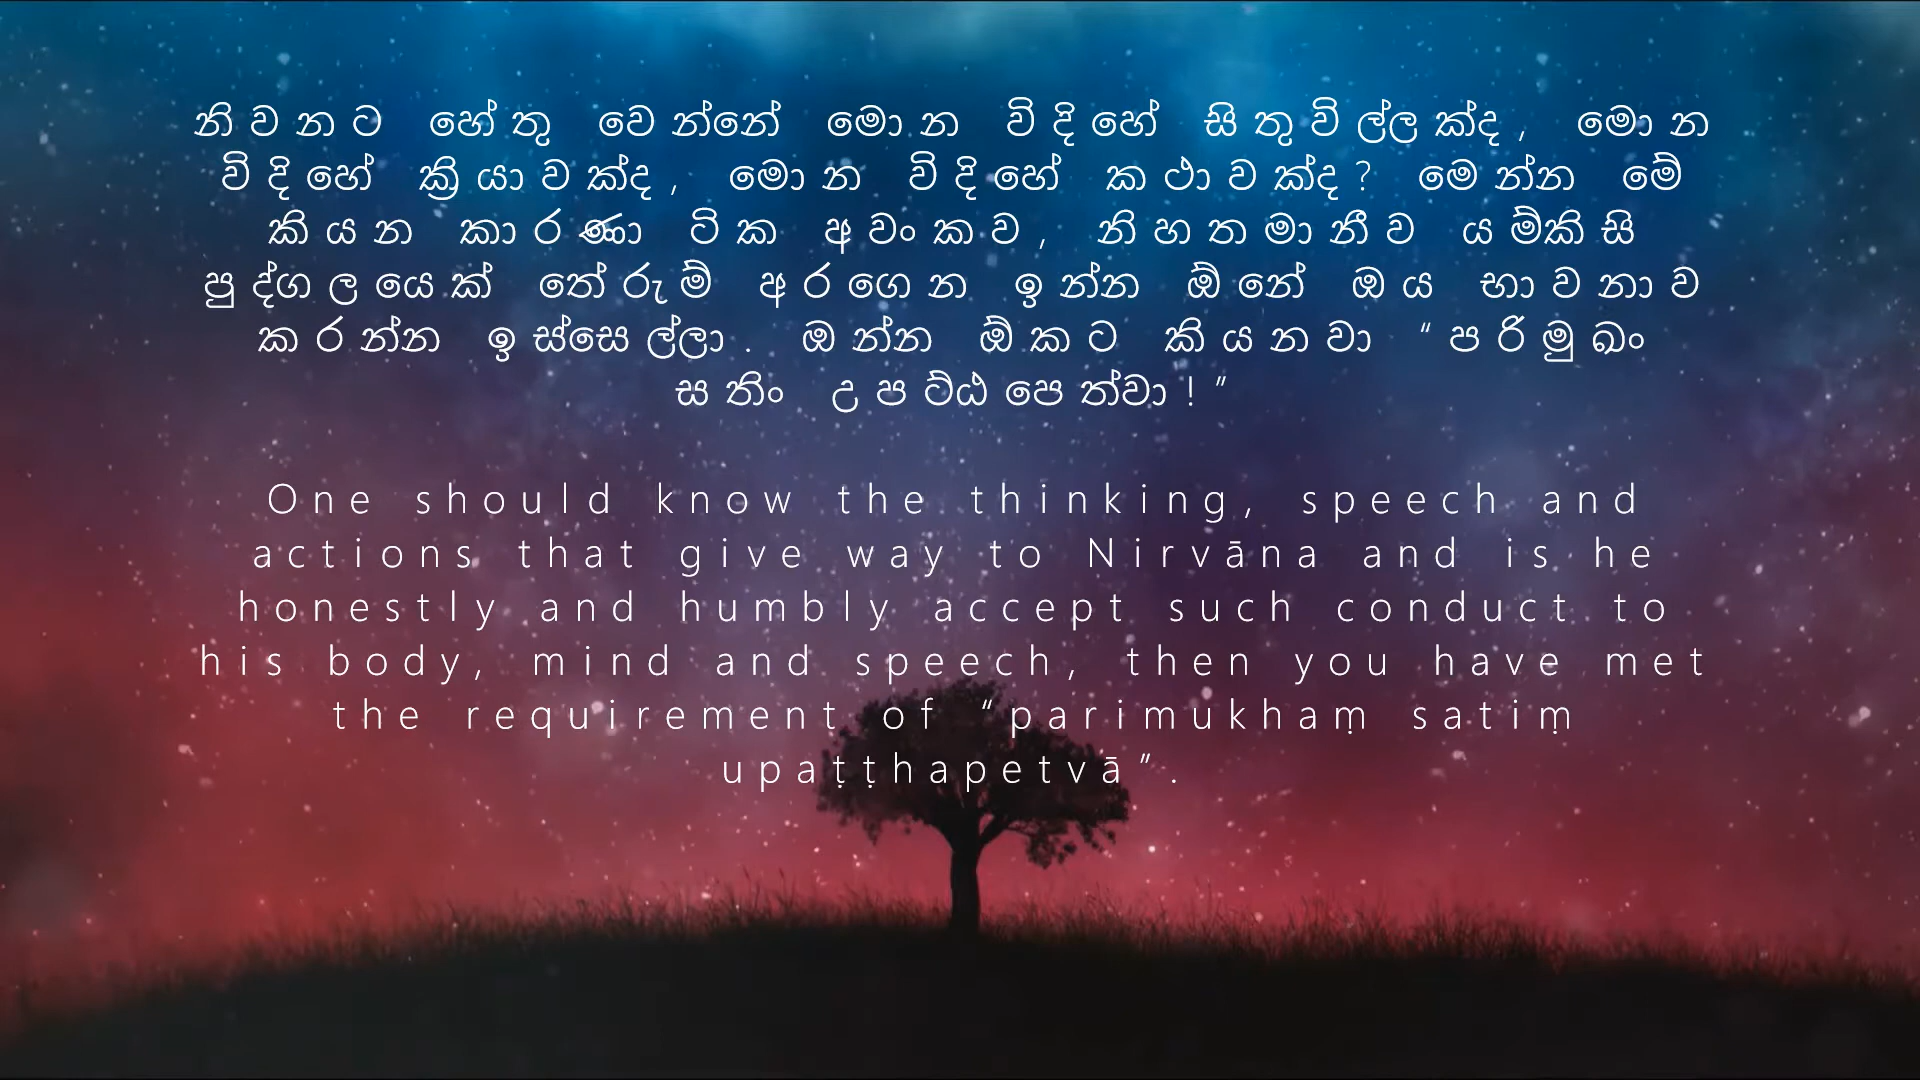 නිවනට හේතු වෙන්නේ මොන විදිහේ සිතුවිල්ලක්ද, මොන
විදිහේ ක්‍රියාවක්ද, මොන විදිහේ කථාවක්ද? මෙන්න මේ
කියන කාරණා ටික අවංකව, නිහතමානීව යම්කිසි
පුද්ගලයෙක් තේරුම් අරගෙන ඉන්න ඕනේ ඔය භාවනාව
කරන්න ඉස්සෙල්ලා. ඔන්න ඕකට කියනවා “පරිමුඛං
සතිං උපට්ඨපෙත්වා!”
One should know the thinking, speech and
actions that give way to Nirvāna and is he
honestly and humbly accept such conduct to
his body, mind and speech, then you have met
the requirement of “parimukhaṃ satiṃ
upaṭṭhapetvā”.